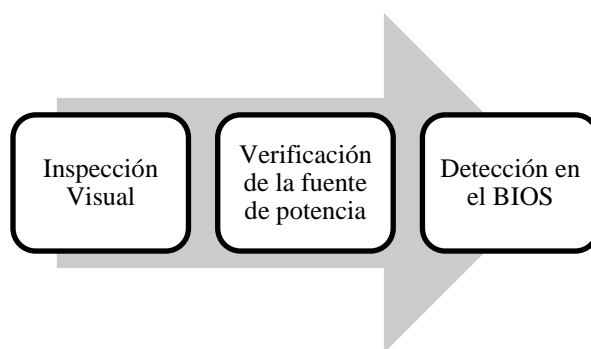 Inspección
Visual
Verificación
de la fuente
de potencia
Detección en
el BIOS